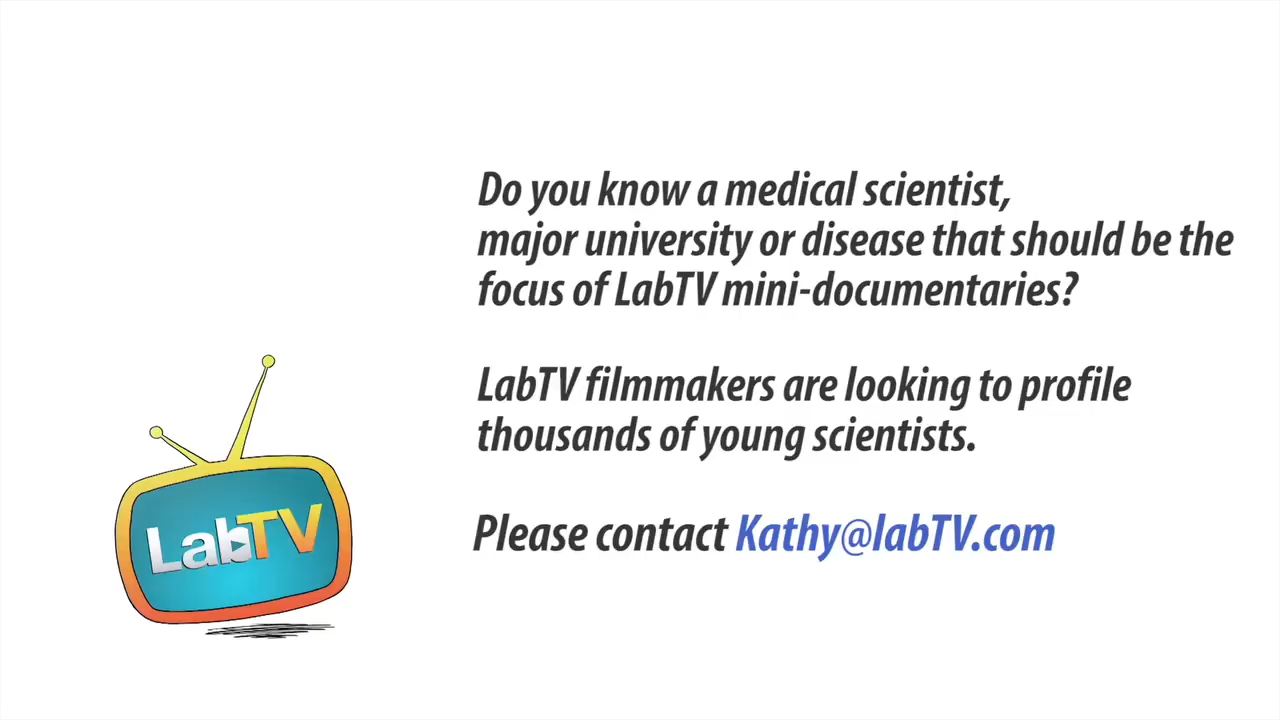 Do you know a medical scientist,
major university or disease that should be the
focus of LabTV mini-documentaries?
LabTV filmmakers are looking to profile
thousands of young scientists.
LabTV
Please contact Kathy@labTV.com